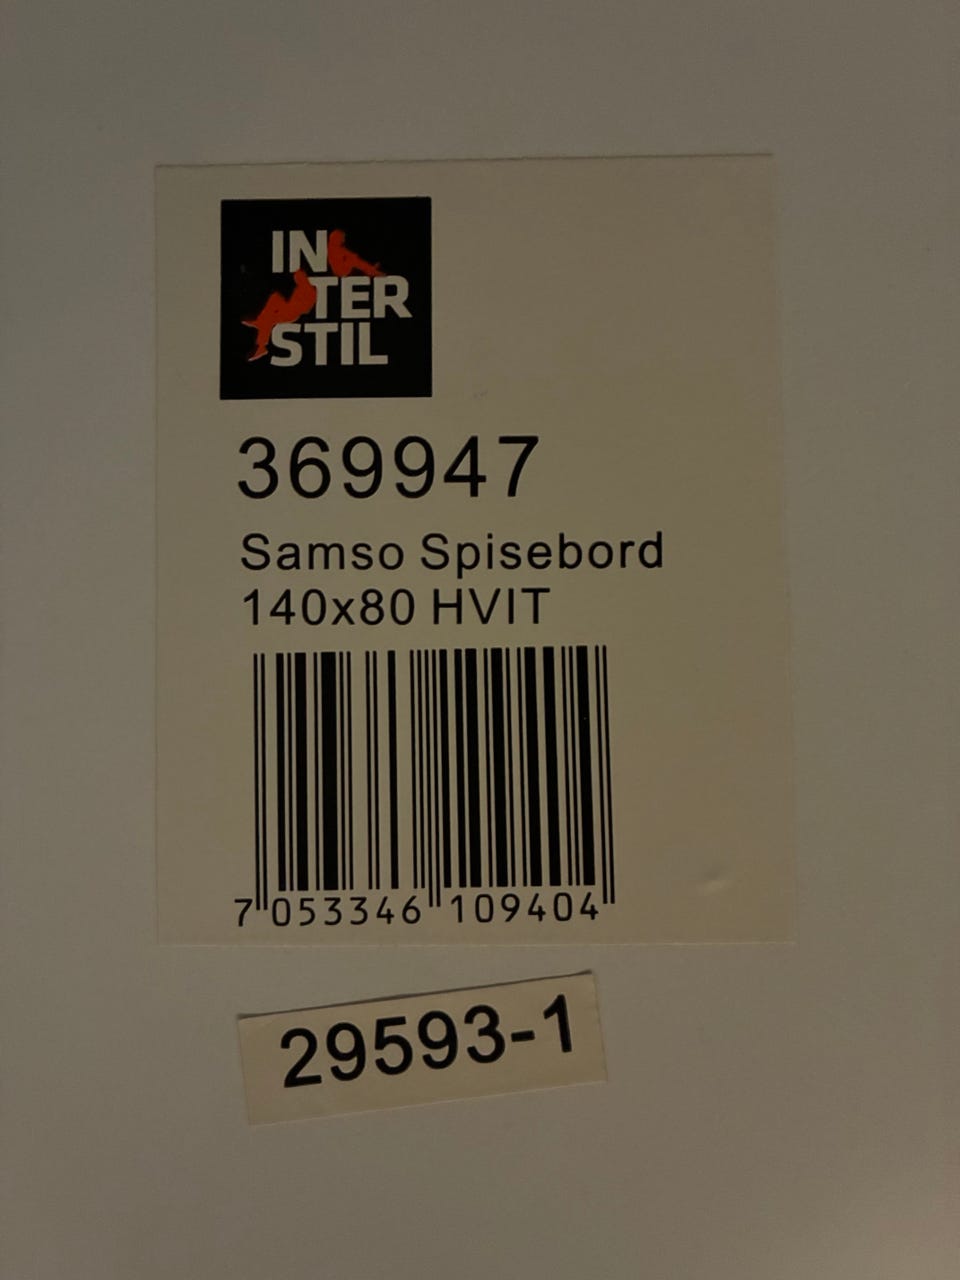 IN
TER
STIL
369947
Samso Spisebord
140x80 HVIT
7 053346 109404
29593-1